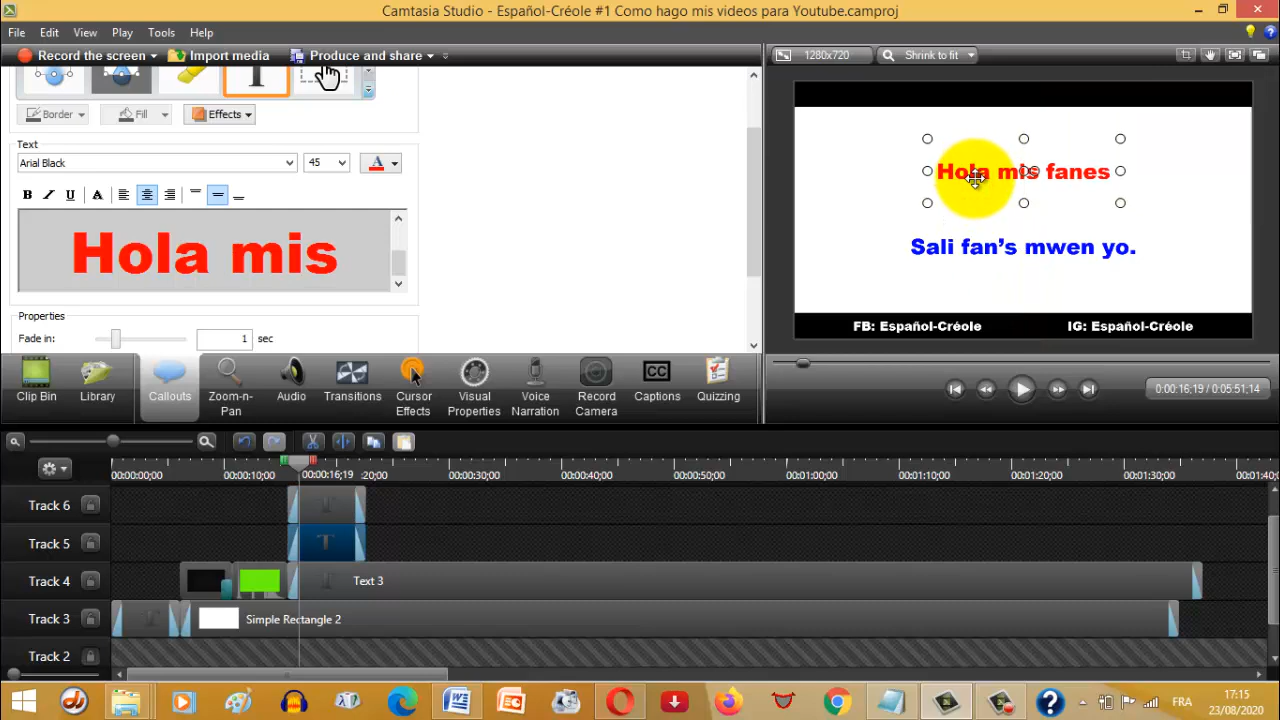 Camtasia Studio - Español-Créole #1 Como hago mis videos para Youtube.camproj
File Edit View Play Tools Help
Record the screen Import media Produce and share
1280x720 Shrink to fit
T
Border Fill Effects
Text
Arial Black 45 A
B I U A
Hola mis
Properties
Fade in: 1 sec
Hola mis fanes
Sali fan's mwen yo.
FB: Español-Créole IG: Español-Créole
Clip Bin Library Callouts Zoom-n-Pan Audio Transitions Cursor Effects Visual Properties Voice Narration Record Camera CC Captions Quizzing
0:00:16;19 / 0:05:51,14
00:00:00;00 00:00:10;00 00:00:16;19 :20;00 00:00:30;00 00:00:40;00 00:00:50;00 00:01:00;00 00:01:10;00 00:01:20;00 00:01:30;00 00:01:40;0
Track 6
Track 5 T
Track 4 Text 3
Track 3 Simple Rectangle 2
Track 2
FRA 17:15
23/08/2020